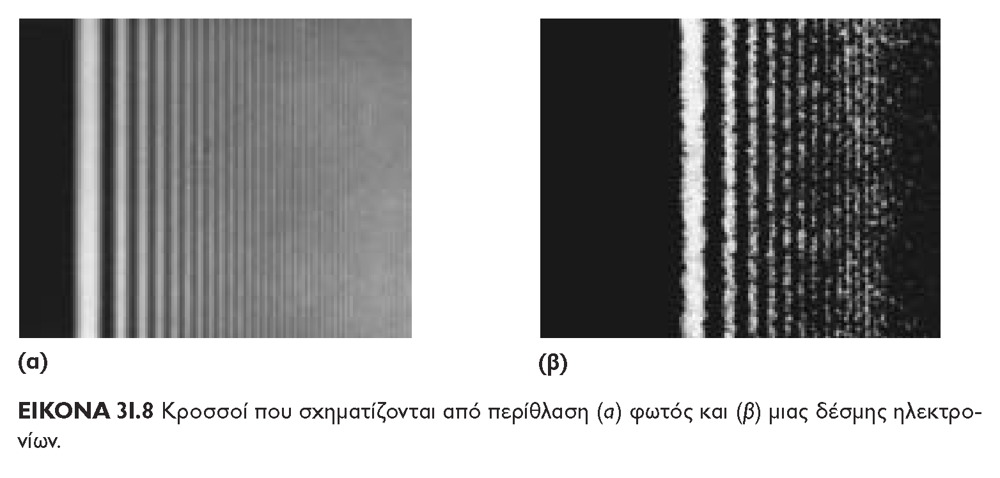 (α)
(β)
ΕΙΚΟΝΑ 31.8 Κροσσοί που σχηματίζονται από περίθλαση (α) φωτός και (β) μιας δέσμης ηλεκτρο-
νίων.